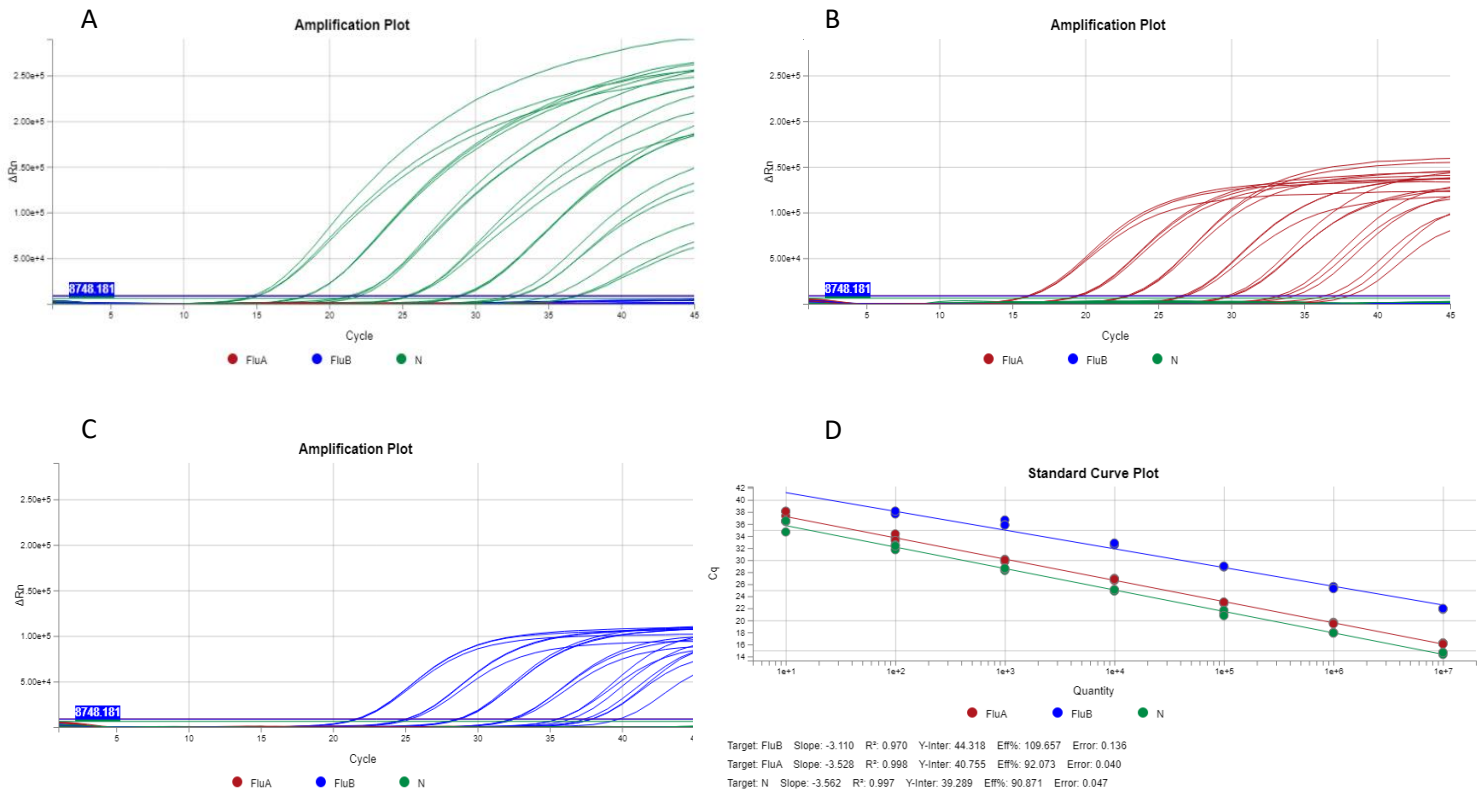 A
Amplification Plot
2.50e+5
2.00e+5
1.50e+5
1.00e+5
5.00e+4
ΔRn
8748.181
5 10 15 20 25 30 35 40 45
Cycle
FluA FluB N
B
Amplification Plot
2.50e+5
2.00e+5
1.50e+5
1.00e+5
5.00e+4
ΔRn
8748.181
5 10 15 20 25 30 35 40 45
Cycle
FluA FluB N
C
Amplification Plot
2.50e+5
2.00e+5
1.50e+5
1.00e+5
5.00e+4
ΔRn
8748.181
5 10 15 20 25 30 35 40
Cycle
FluA FluB N
D
Standard Curve Plot
42
40
38
36
34
32
30
28
26
24
22
20
18
16
14
Cq
1e+1 1e+2 1e+3 1e+4 1e+5 1e+6 1e+7
Quantity
FluA FluB N
Target: FluB Slope: -3.110 R²: 0.970 Y-Inter: 44.318 Eff%: 109.657 Error: 0.136
Target: FluA Slope: -3.528 R²: 0.998 Y-Inter: 40.755 Eff%: 92.073 Error: 0.040
Target: N Slope: -3.562 R²: 0.997 Y-Inter: 39.289 Eff%: 90.871 Error: 0.047